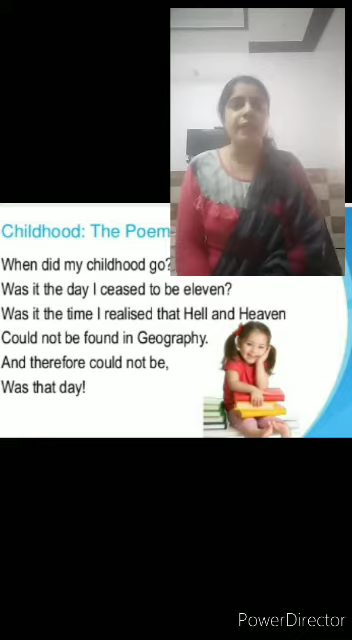 Childhood: The Poem
When did my childhood go?
Was it the day I ceased to be eleven?
Was it the time I realised that Hell and Heaven
Could not be found in Geography.
And therefore could not be,
Was that day!
PowerDirector